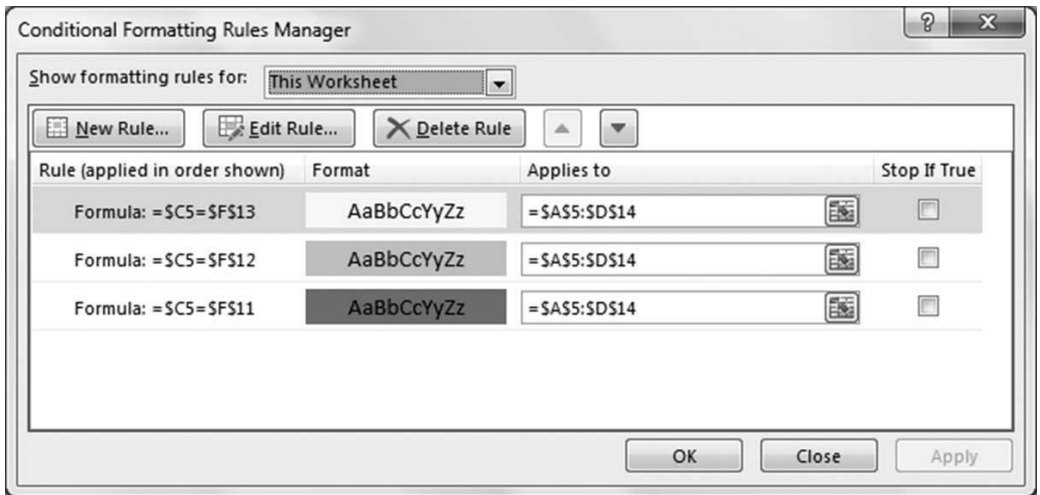 Conditional Formatting Rules Manager
Show formatting rules for: This Worksheet
New Rule... Edit Rule... Delete Rule
Rule (applied in order shown) Format Applies to Stop If True
Formula: =$C5=$F$13 AaBbCcYyZz =$A$5:$D$14
Formula: =$C5=$F$12 AaBbCcYyZz =$A$5:$D$14
Formula: =$C5=$F$11 AaBbCcYyZz =$A$5:$D$14
OK Close Apply